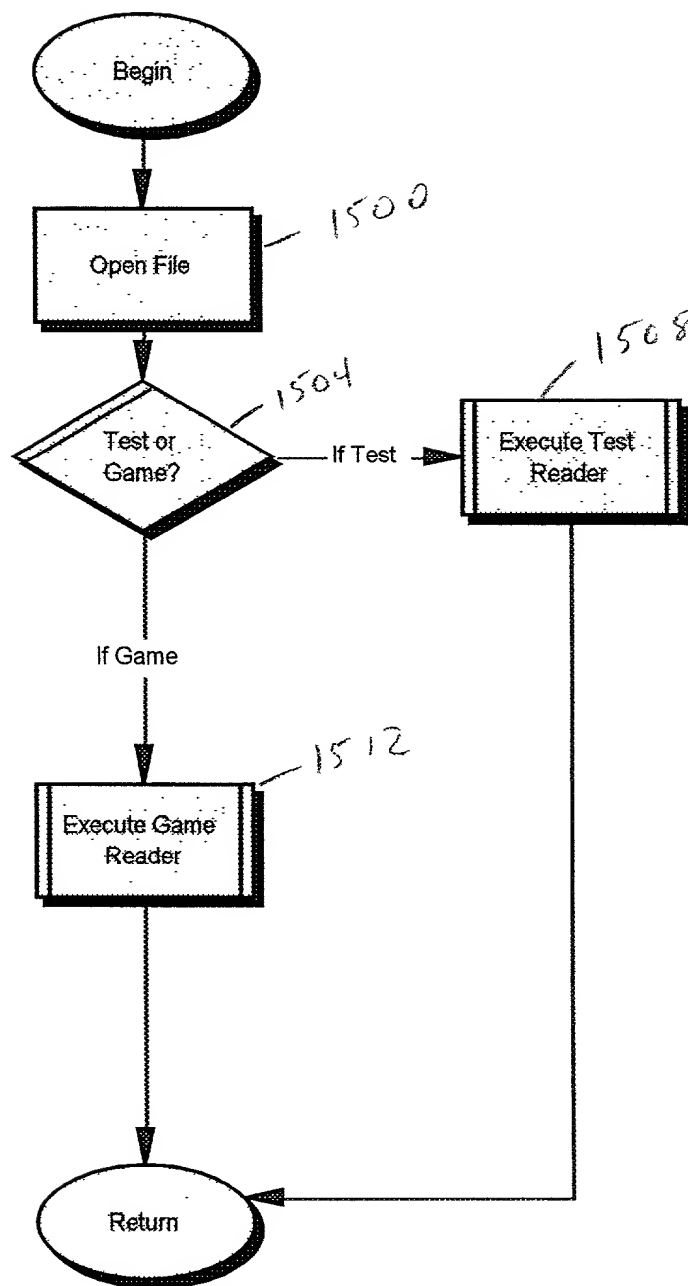 Begin
Open File
1500
Test or
Game?
1504
If Test
Execute Test
Reader
1508
If Game
Execute Game
Reader
1512
Return